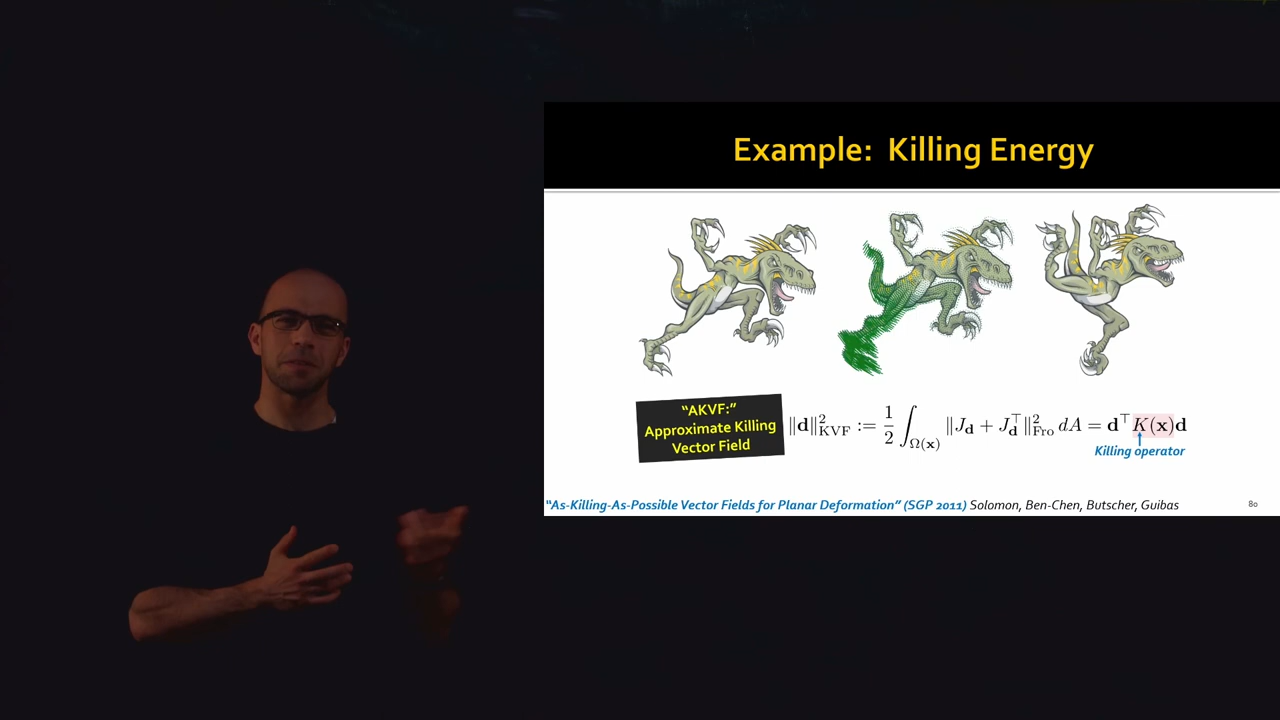 Example: Killing Energy
"AKVF:"
Approximate Killing
Vector Field
‖d‖²_KVF := 1/2 ∫_Ω(x) ‖J_d + J_d^⊤‖²_Fro dA = d^⊤K(x)d
Killing operator
"As-Killing-As-Possible Vector Fields for Planar Deformation" (SGP 2011) Solomon, Ben-Chen, Butscher, Guibas
80